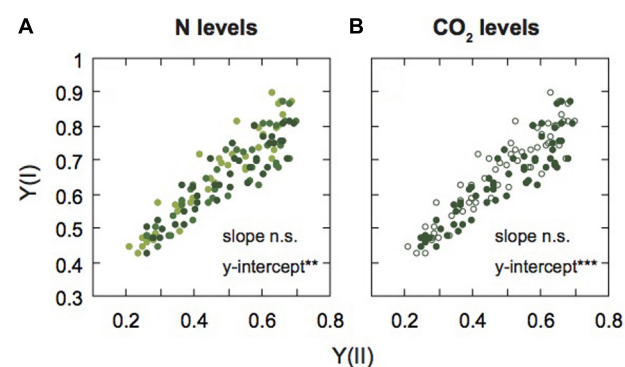 A N levels B CO₂ levels
1 0.9 0.8 0.7 0.6 0.5 0.4 0.3
Y(I)
slope n.s. slope n.s.
y-intercept** y-intercept***
0.2 0.4 0.6 0.8 0.2 0.4 0.6 0.8
Y(II)